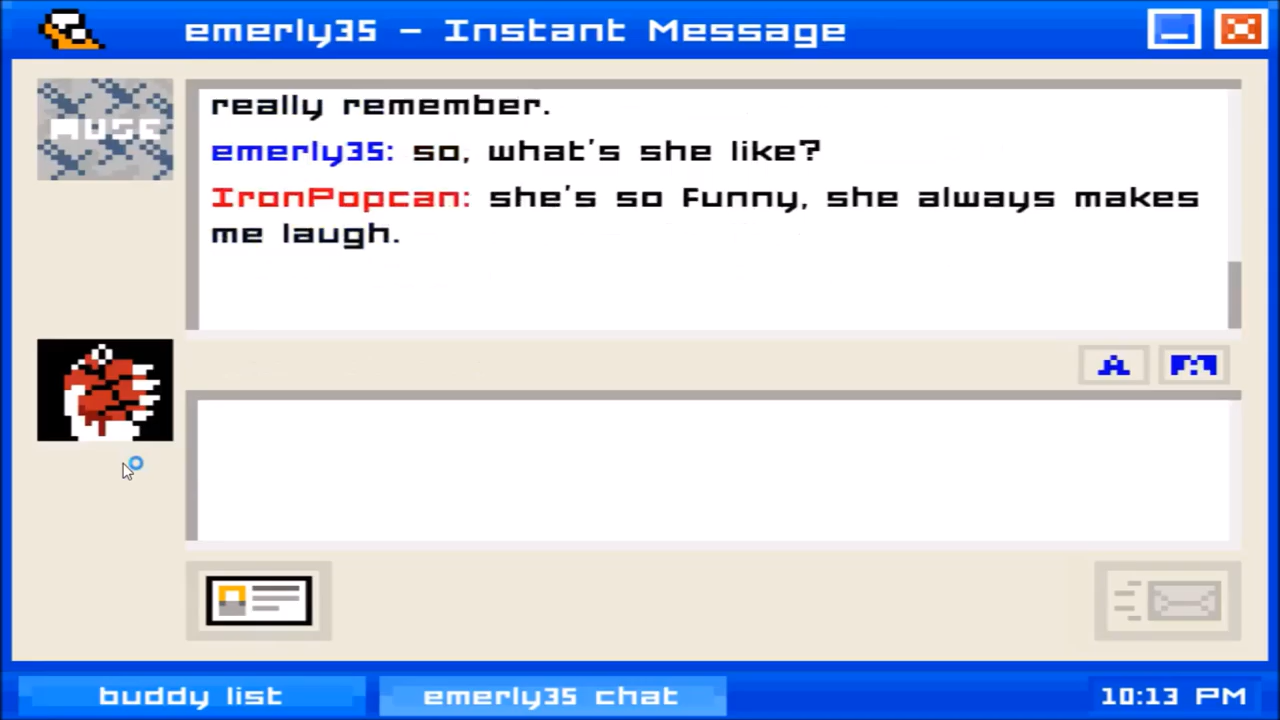 emerly35 - Instant Message
MUSE
really remember.
emerly35: so, what's she like?
IronPopcan: she's so funny, she always makes
me laugh.
A
buddy list
emerly35 chat
10:13 PM